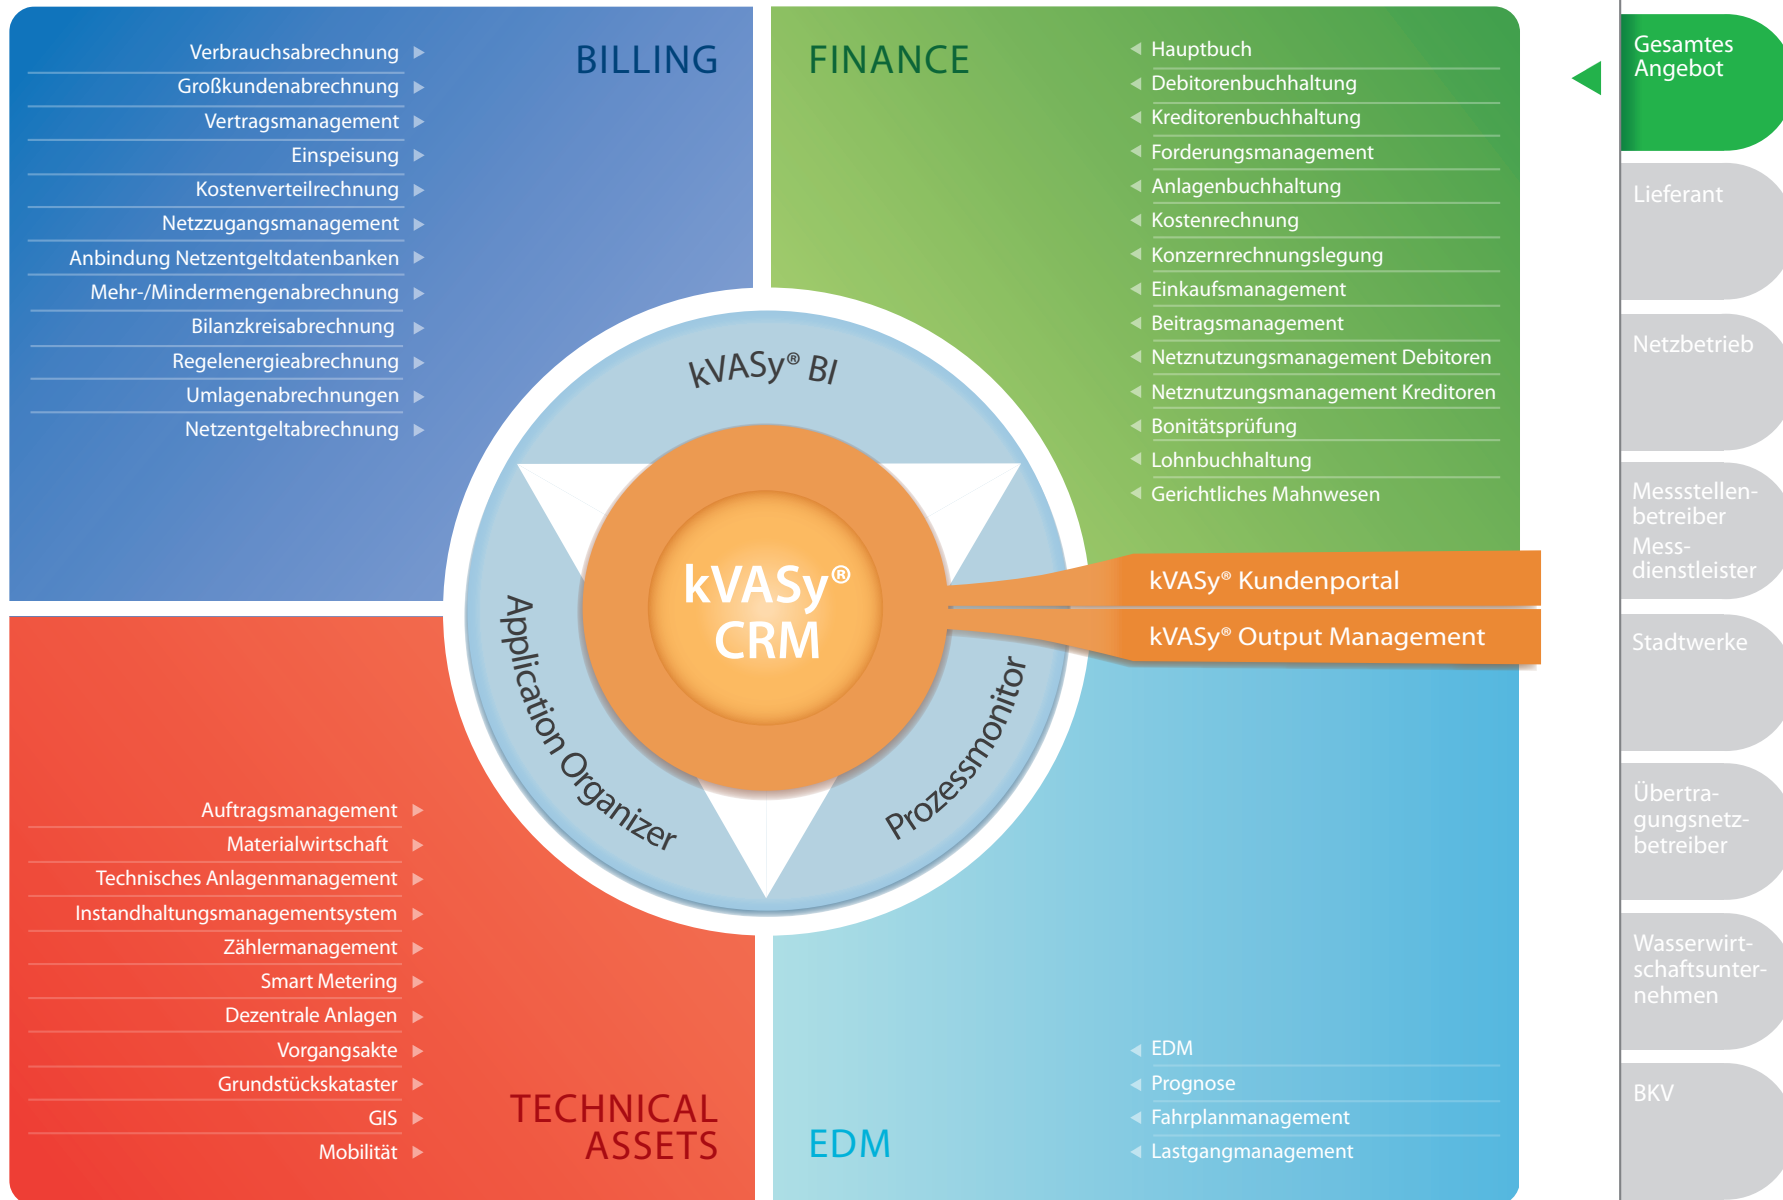 BILLING
Verbrauchsabrechnung
Großkundenabrechnung
Vertragsmanagement
Einspeisung
Kostenverteilrechnung
Netzzugangsmanagement
Anbindung Netzentgeltdatenbanken
Mehr-/Mindermengenabrechnung
Bilanzkreisabrechnung
Regelenergieabrechnung
Umlagenabrechnungen
Netzentgeltabrechnung
FINANCE
Hauptbuch
Debitorenbuchhaltung
Kreditorenbuchhaltung
Forderungsmanagement
Anlagenbuchhaltung
Kostenrechnung
Konzernrechnungslegung
Einkaufsmanagement
Beitragsmanagement
Netznutzungsmanagement Debitoren
Netznutzungsmanagement Kreditoren
Bonitätsprüfung
Lohnbuchhaltung
Gerichtliches Mahnwesen
kVASy® BI
Application Organizer
Prozessmonitor
kVASy®
CRM
kVASy® Kundenportal
kVASy® Output Management
Auftragsmanagement
Materialwirtschaft
Technisches Anlagenmanagement
Instandhaltungsmanagementsystem
Zählermanagement
Smart Metering
Dezentrale Anlagen
Vorgangsakte
Grundstückskataster
GIS
Mobilität
TECHNICAL
ASSETS
EDM
EDM
Prognose
Fahrplanmanagement
Lastgangmanagement
Gesamtes
Angebot
Lieferant
Netzbetrieb
Messstellen-
betreiber
Mess-
dienstleister
Stadtwerke
Übertra-
gungsnetz-
betreiber
Wasserwirt-
schaftsunter-
nehmen
BKV